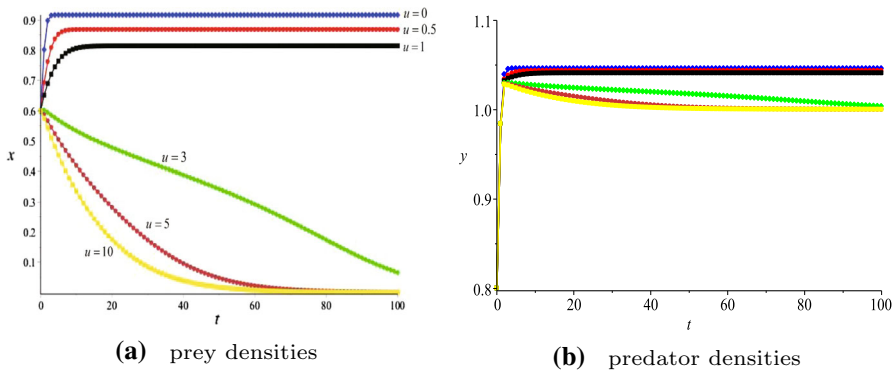 0.9
0.8
0.7
0.6
0.5
0.4
0.3
0.2
0.1
x
0
20
40
60
80
100
t
u = 0
u = 0.5
u = 1
u = 3
u = 5
u = 10
(a) prey densities
1.1
1.0
0.9
0.8
y
0
20
40
60
80
100
t
(b) predator densities